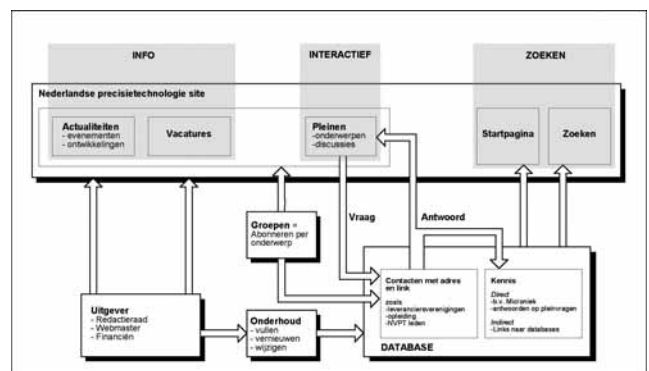 INFO
INTERACTIEF
ZOEKEN
Nederlandse precisietechnologie site
Actualiteiten
- evenementen
- ontwikkelingen
Vacatures
Pleinen
-onderwerpen
-discussies
Startpagina
Zoeken
Groepen =
Abonneren per
onderwerp
Vraag
Antwoord
Uitgever
- Redactieraad
- Webmaster
- Financiën
Onderhoud
- vullen
- vernieuwen
- wijzigen
Contacten met adres
en link
zoals
-leveranciersverenigingen
-opleiding
-NVPT leden
Kennis
Direct
-b.v. Microniek
-antwoorden op pleinvragen
Indirect
-Links naar databases
DATABASE